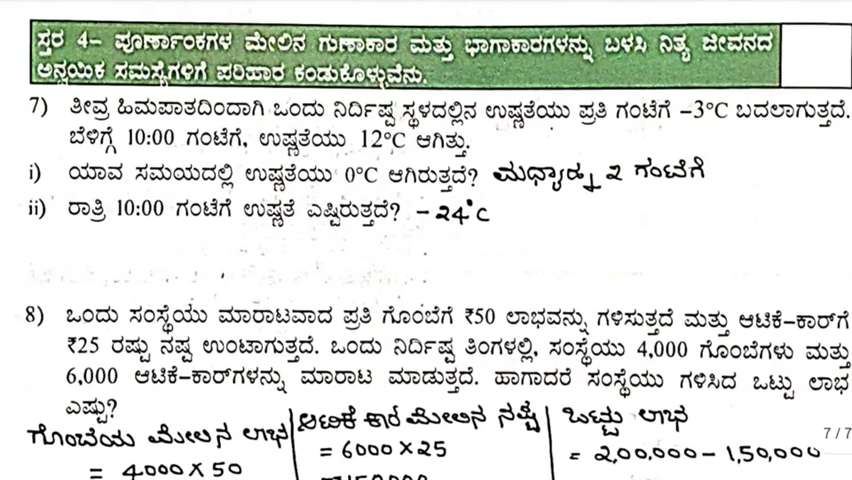 ಸ್ತರ 4– ಪೂರ್ಣಾಂಕಗಳ ಮೇಲಿನ ಗುಣಾಕಾರ ಮತ್ತು ಭಾಗಾಕಾರಗಳನ್ನು ಬಳಸಿ ನಿತ್ಯ ಜೀವನದ
ಅನ್ವಯಿಕ ಸಮಸ್ಯೆಗಳಿಗೆ ಪರಿಹಾರ ಕಂಡುಕೊಳ್ಳುವೆನು.
7) ತೀವ್ರ ಹಿಮಪಾತದಿಂದಾಗಿ ಒಂದು ನಿರ್ದಿಷ್ಟ ಸ್ಥಳದಲ್ಲಿನ ಉಷ್ಣತೆಯು ಪ್ರತಿ ಗಂಟೆಗೆ –3°C ಬದಲಾಗುತ್ತದೆ.
ಬೆಳಿಗ್ಗೆ 10:00 ಗಂಟೆಗೆ, ಉಷ್ಣತೆಯು 12°C ಆಗಿತ್ತು.
i) ಯಾವ ಸಮಯದಲ್ಲಿ ಉಷ್ಣತೆಯು 0°C ಆಗಿರುತ್ತದೆ? ಮಧ್ಯಾಹ್ನ ೩ ಗಂಟೆಗೆ
ii) ರಾತ್ರಿ 10:00 ಗಂಟೆಗೆ ಉಷ್ಣತೆ ಎಷ್ಟಿರುತ್ತದೆ? – 24°C
8) ಒಂದು ಸಂಸ್ಥೆಯು ಮಾರಾಟವಾದ ಪ್ರತಿ ಗೊಂಬೆಗೆ ₹50 ಲಾಭವನ್ನು ಗಳಿಸುತ್ತದೆ ಮತ್ತು ಆಟಿಕೆ–ಕಾರ್‌ಗೆ
₹25 ರಷ್ಟು ನಷ್ಟ ಉಂಟಾಗುತ್ತದೆ. ಒಂದು ನಿರ್ದಿಷ್ಟ ತಿಂಗಳಲ್ಲಿ, ಸಂಸ್ಥೆಯು 4,000 ಗೊಂಬೆಗಳು ಮತ್ತು
6,000 ಆಟಿಕೆ–ಕಾರ್‌ಗಳನ್ನು ಮಾರಾಟ ಮಾಡುತ್ತದೆ. ಹಾಗಾದರೆ ಸಂಸ್ಥೆಯು ಗಳಿಸಿದ ಒಟ್ಟು ಲಾಭ
ಎಷ್ಟು?
ಗೊಂಬೆಯ ಮೇಲಿನ ಲಾಭ
= 4000 × 50
ಆಟಿಕೆ ಕಾರ್ ಮೇಲಿನ ನಷ್ಟ
= 6000 × 25
ಒಟ್ಟು ಲಾಭ
= 2,00,000 – 1,50,000
7 / 7